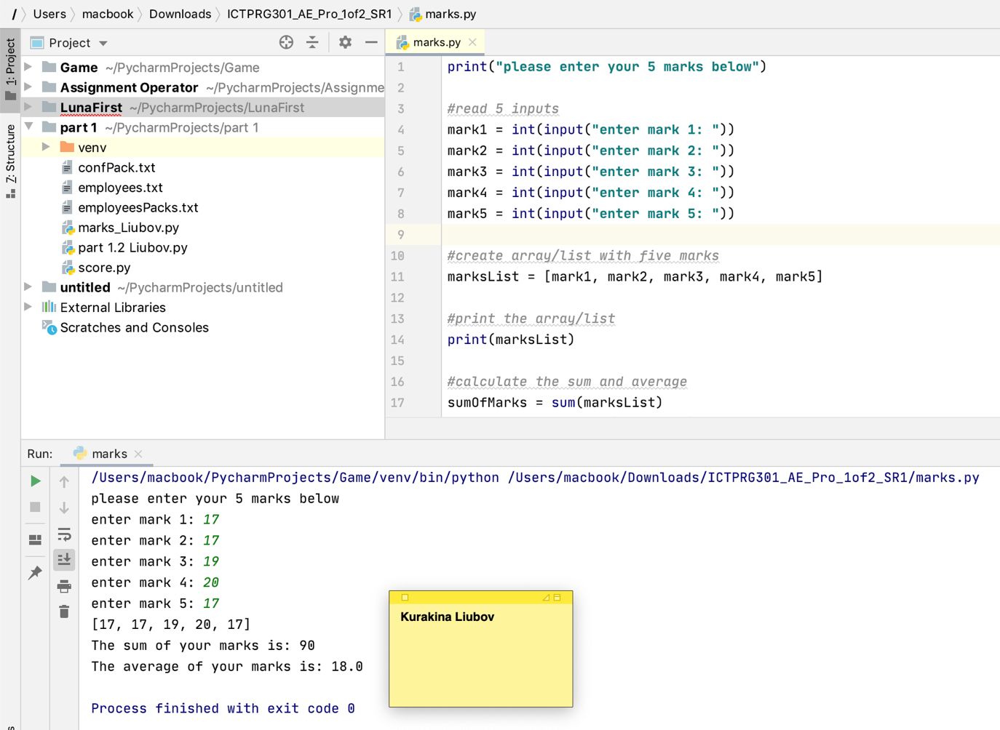 / Users macbook Downloads ICTPRG301_AE_Pro_1of2_SR1 marks.py
1: Project
Z: Structure
Project
Game ~/PycharmProjects/Game
Assignment Operator ~/PycharmProjects/Assignme
LunaFirst ~/PycharmProjects/LunaFirst
part 1 ~/PycharmProjects/part 1
venv
confPack.txt
employees.txt
employeesPacks.txt
marks_Liubov.py
part 1.2 Liubov.py
score.py
untitled ~/PycharmProjects/untitled
External Libraries
Scratches and Consoles
marks.py
1 print("please enter your 5 marks below")
2
3 #read 5 inputs
4 mark1 = int(input("enter mark 1: "))
5 mark2 = int(input("enter mark 2: "))
6 mark3 = int(input("enter mark 3: "))
7 mark4 = int(input("enter mark 4: "))
8 mark5 = int(input("enter mark 5: "))
9
10 #create array/list with five marks
11 marksList = [mark1, mark2, mark3, mark4, mark5]
12
13 #print the array/list
14 print(marksList)
15
16 #calculate the sum and average
17 sumOfMarks = sum(marksList)
Run: marks
/Users/macbook/PycharmProjects/Game/venv/bin/python /Users/macbook/Downloads/ICTPRG301_AE_Pro_1of2_SR1/marks.py
please enter your 5 marks below
enter mark 1: 17
enter mark 2: 17
enter mark 3: 19
enter mark 4: 20
enter mark 5: 17
[17, 17, 19, 20, 17]
The sum of your marks is: 90
The average of your marks is: 18.0
Process finished with exit code 0
Kurakina Liubov